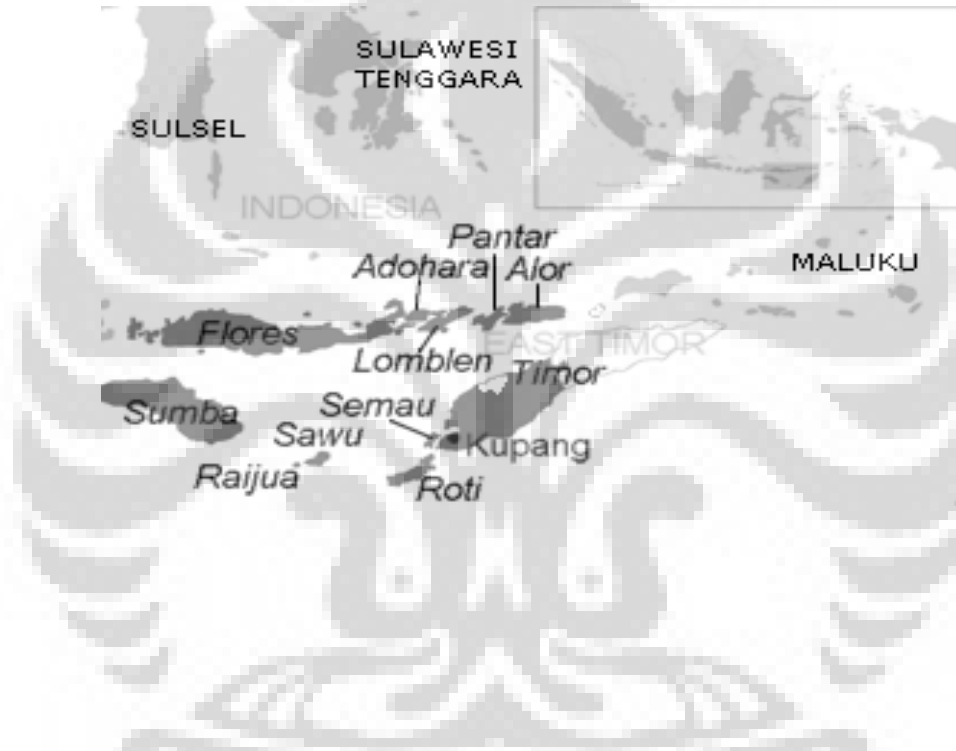 SULAWESI
TENGGARA
SULSEL
INDONESIA
Pantar
Adohara Alor
MALUKU
Flores
EAST TIMOR
Lomblen
Timor
Sumba
Semau
Sawu
Kupang
Raijua
Roti